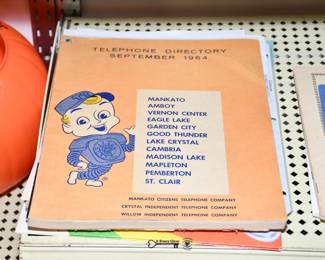 TELEPHONE DIRECTORY
SEPTEMBER 1964
MANKATO
AMBOY
VERNON CENTER
EAGLE LAKE
GARDEN CITY
GOOD THUNDER
LAKE CRYSTAL
CAMBRIA
MADISON LAKE
MAPLETON
PEMBERTON
ST. CLAIR
MANKATO CITIZENS TELEPHONE COMPANY
CRYSTAL INDEPENDENT TELEPHONE COMPANY
WILLOW INDEPENDENT TELEPHONE COMPANY